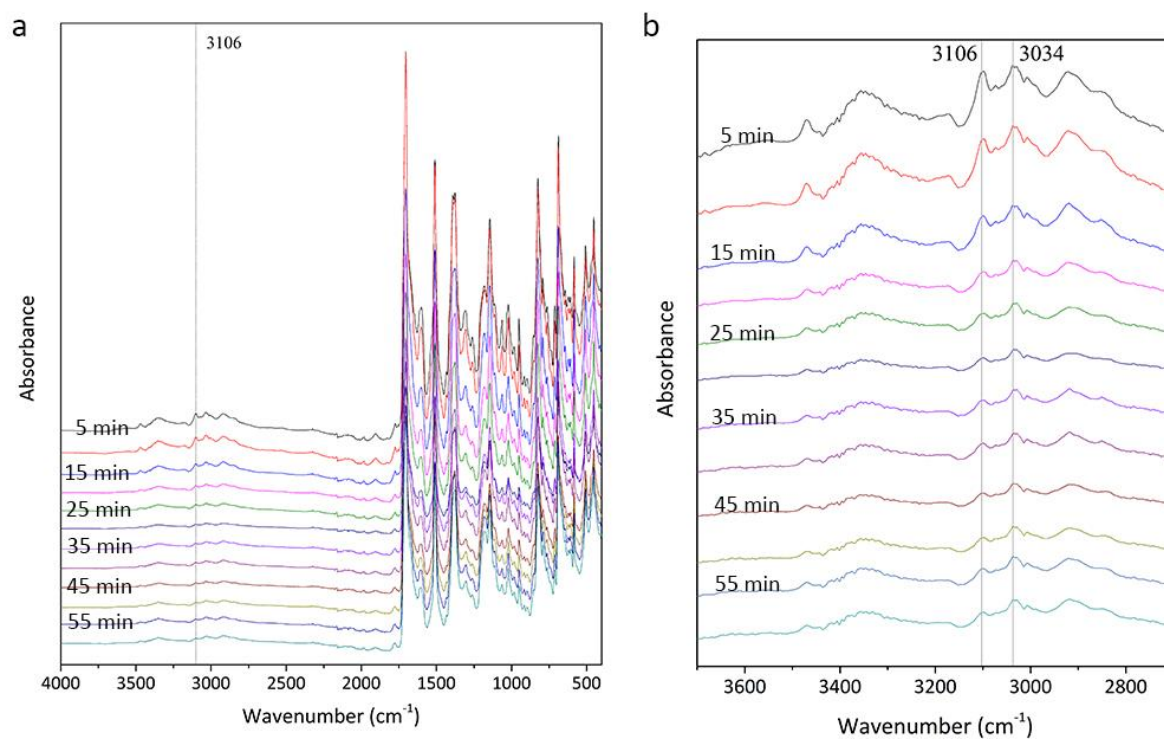 a
3106
Absorbance
5 min
15 min
25 min
35 min
45 min
55 min
4000 3500 3000 2500 2000 1500 1000 500
Wavenumber (cm-1)
b
3106 3034
Absorbance
5 min
15 min
25 min
35 min
45 min
55 min
3600 3400 3200 3000 2800
Wavenumber (cm-1)